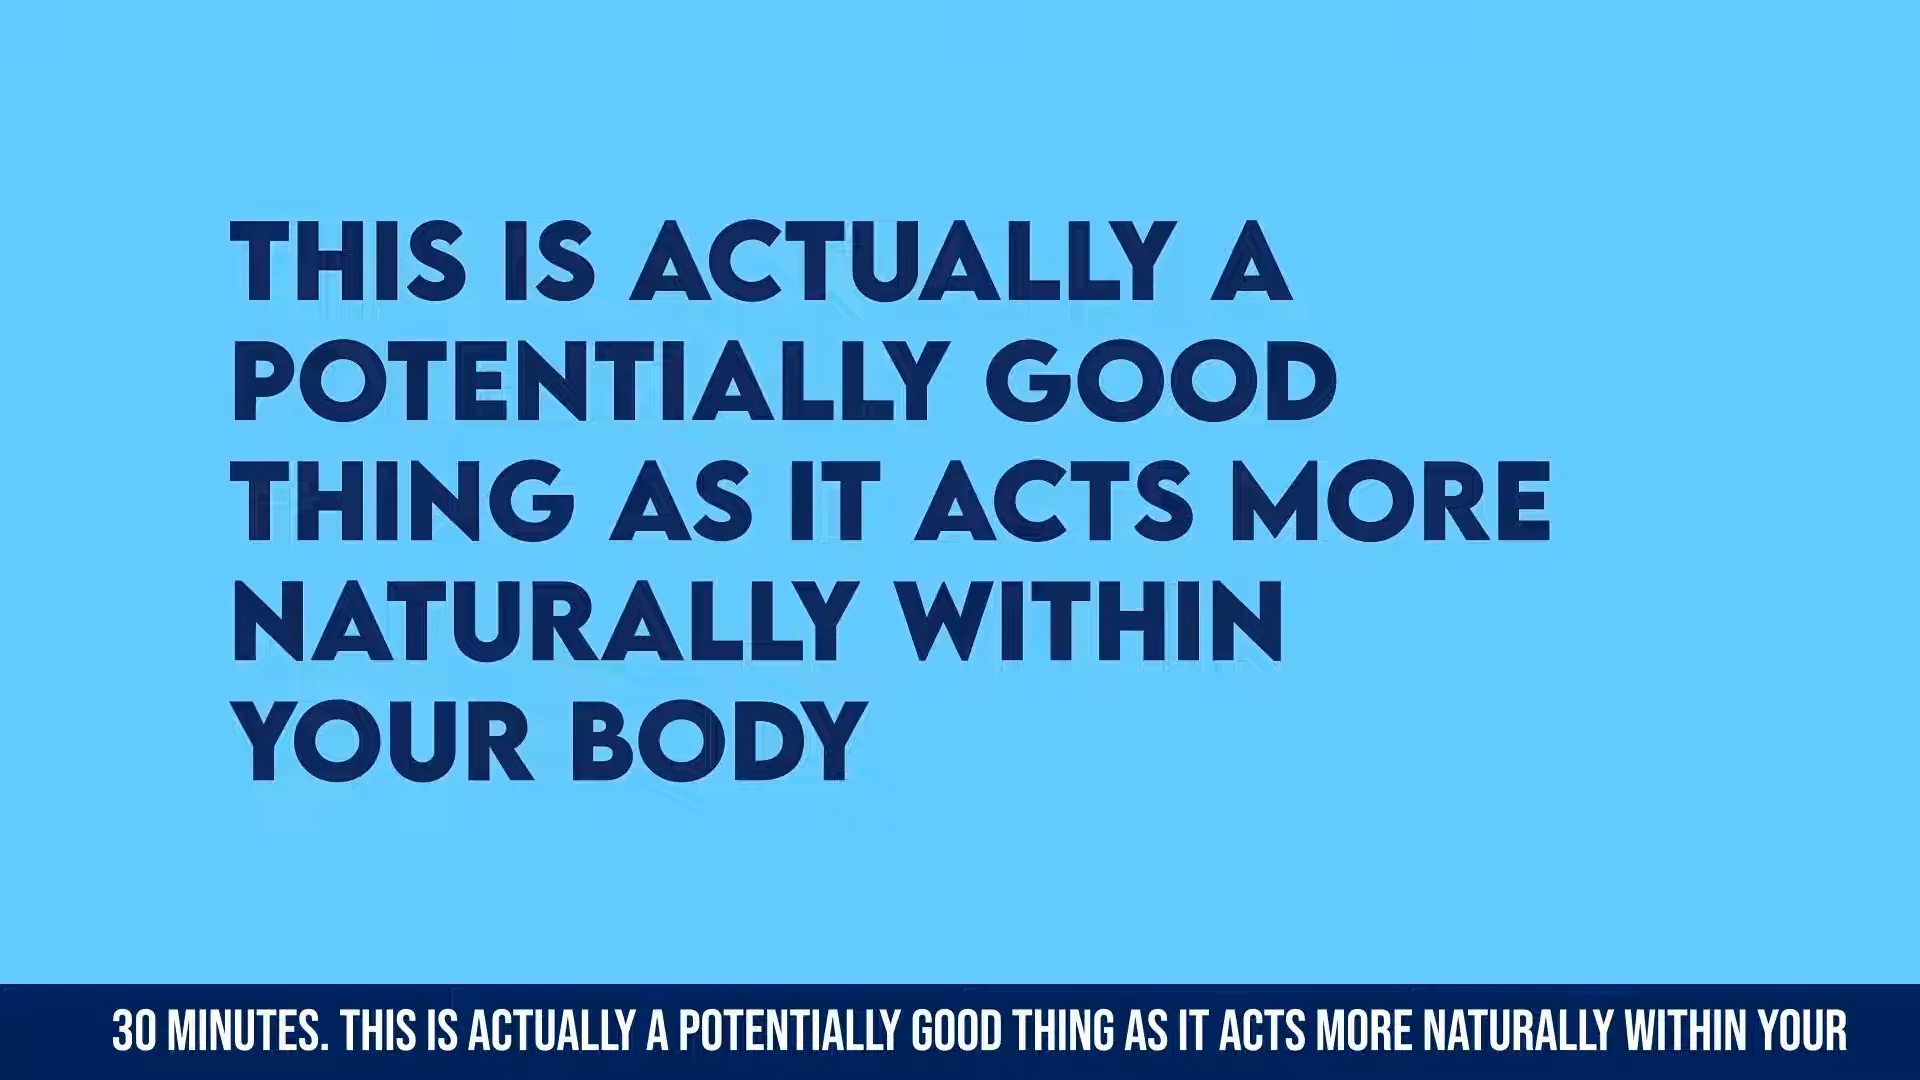 THIS IS ACTUALLY A
POTENTIALLY GOOD
THING AS IT ACTS MORE
NATURALLY WITHIN
YOUR BODY
30 MINUTES. THIS IS ACTUALLY A POTENTIALLY GOOD THING AS IT ACTS MORE NATURALLY WITHIN YOUR